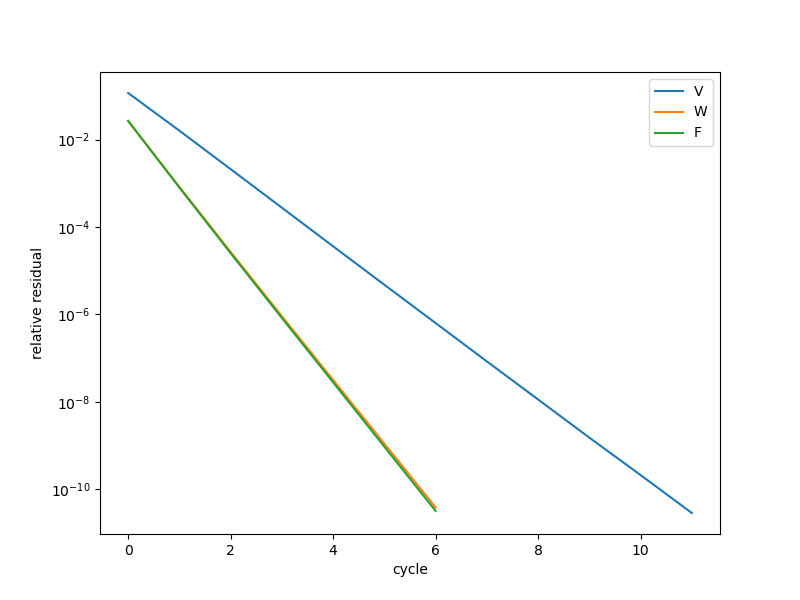 V
W
F
10⁻²
10⁻⁴
10⁻⁶
10⁻⁸
10⁻¹⁰
relative residual
0 2 4 6 8 10
cycle